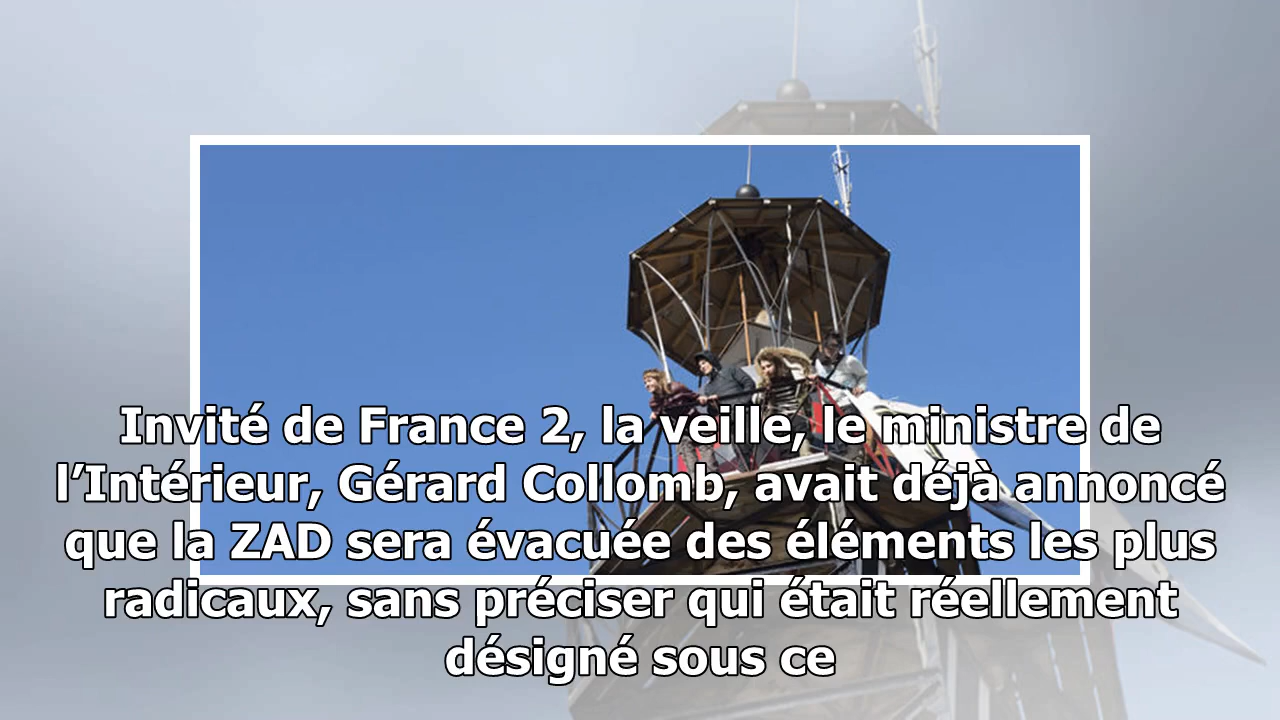 Invité de France 2, la veille, le ministre de
l’Intérieur, Gérard Collomb, avait déjà annoncé
que la ZAD sera évacuée des éléments les plus
radicaux, sans préciser qui était réellement
désigné sous ce